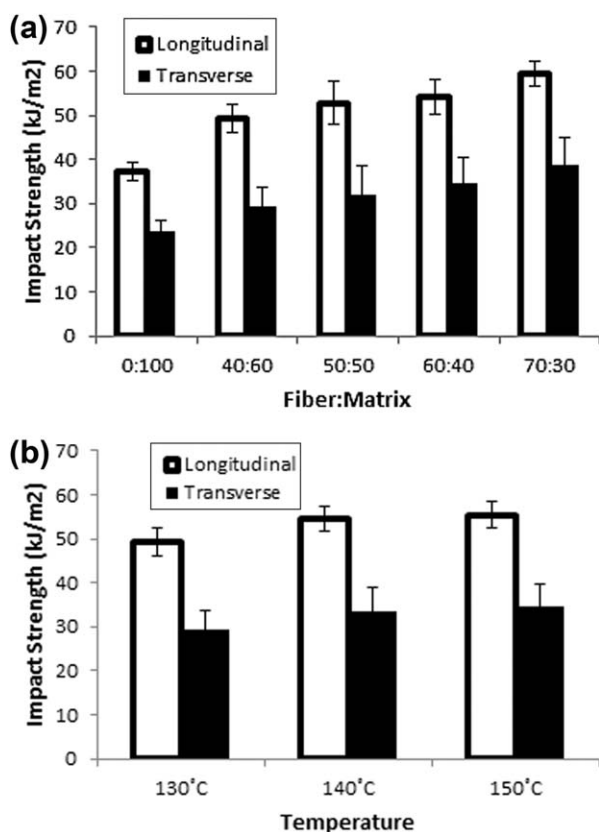 (a)
Impact Strength (kJ/m2)
70
60
50
40
30
20
10
0
Longitudinal
Transverse
0:100 40:60 50:50 60:40 70:30
Fiber:Matrix
(b)
Impact Strength (kJ/m2)
70
60
50
40
30
20
10
0
Longitudinal
Transverse
130˚C 140˚C 150˚C
Temperature